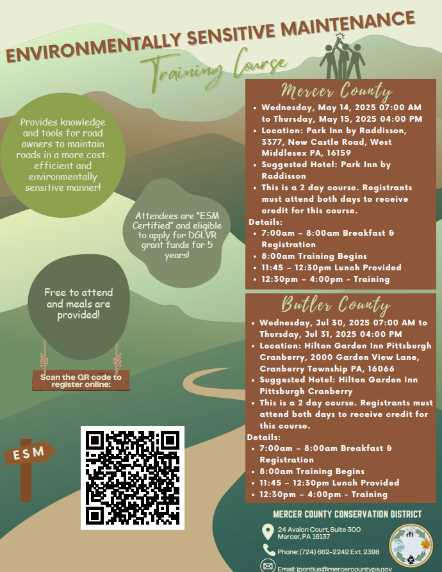 ENVIRONMENTALLY SENSITIVE MAINTENANCE
Training Course
Provides knowledge
and tools for road
owners to maintain
roads in a more cost-
efficient and
environmentally
sensitive manner!
Attendees are "ESM
Certified" and eligible
to apply for DGLVR
grant funds for 5
years!
Free to attend
and meals are
provided!
Scan the QR code to
register online:
ESM
Mercer County
• Wednesday, May 14, 2025 07:00 AM
to Thursday, May 15, 2025 04:00 PM
• Location: Park Inn by Raddisson,
3377, New Castle Road, West
Middlesex PA, 16159
• Suggested Hotel: Park Inn by
Raddisson
• This is a 2 day course. Registrants
must attend both days to receive
credit for this course.
Details:
• 7:00am – 8:00am Breakfast &
Registration
• 8:00am Training Begins
• 11:45 – 12:30pm Lunch Provided
• 12:30pm – 4:00pm - Training
Butler County
• Wednesday, Jul 30, 2025 07:00 AM to
Thursday, Jul 31, 2025 04:00 PM
• Location: Hilton Garden Inn Pittsburgh
Cranberry, 2000 Garden View Lane,
Cranberry Township PA, 16066
• Suggested Hotel: Hilton Garden Inn
Pittsburgh Cranberry
• This is a 2 day course. Registrants must
attend both days to receive credit for
this course.
Details:
• 7:00am – 8:00am Breakfast &
Registration
• 8:00am Training Begins
• 11:45 – 12:30pm Lunch Provided
• 12:30pm – 4:00pm - Training
MERCER COUNTY CONSERVATION DISTRICT
24 Avalon Court, Suite 300
Mercer, PA 16137
Phone: (724) 662-2242 Ext. 2398
Email: